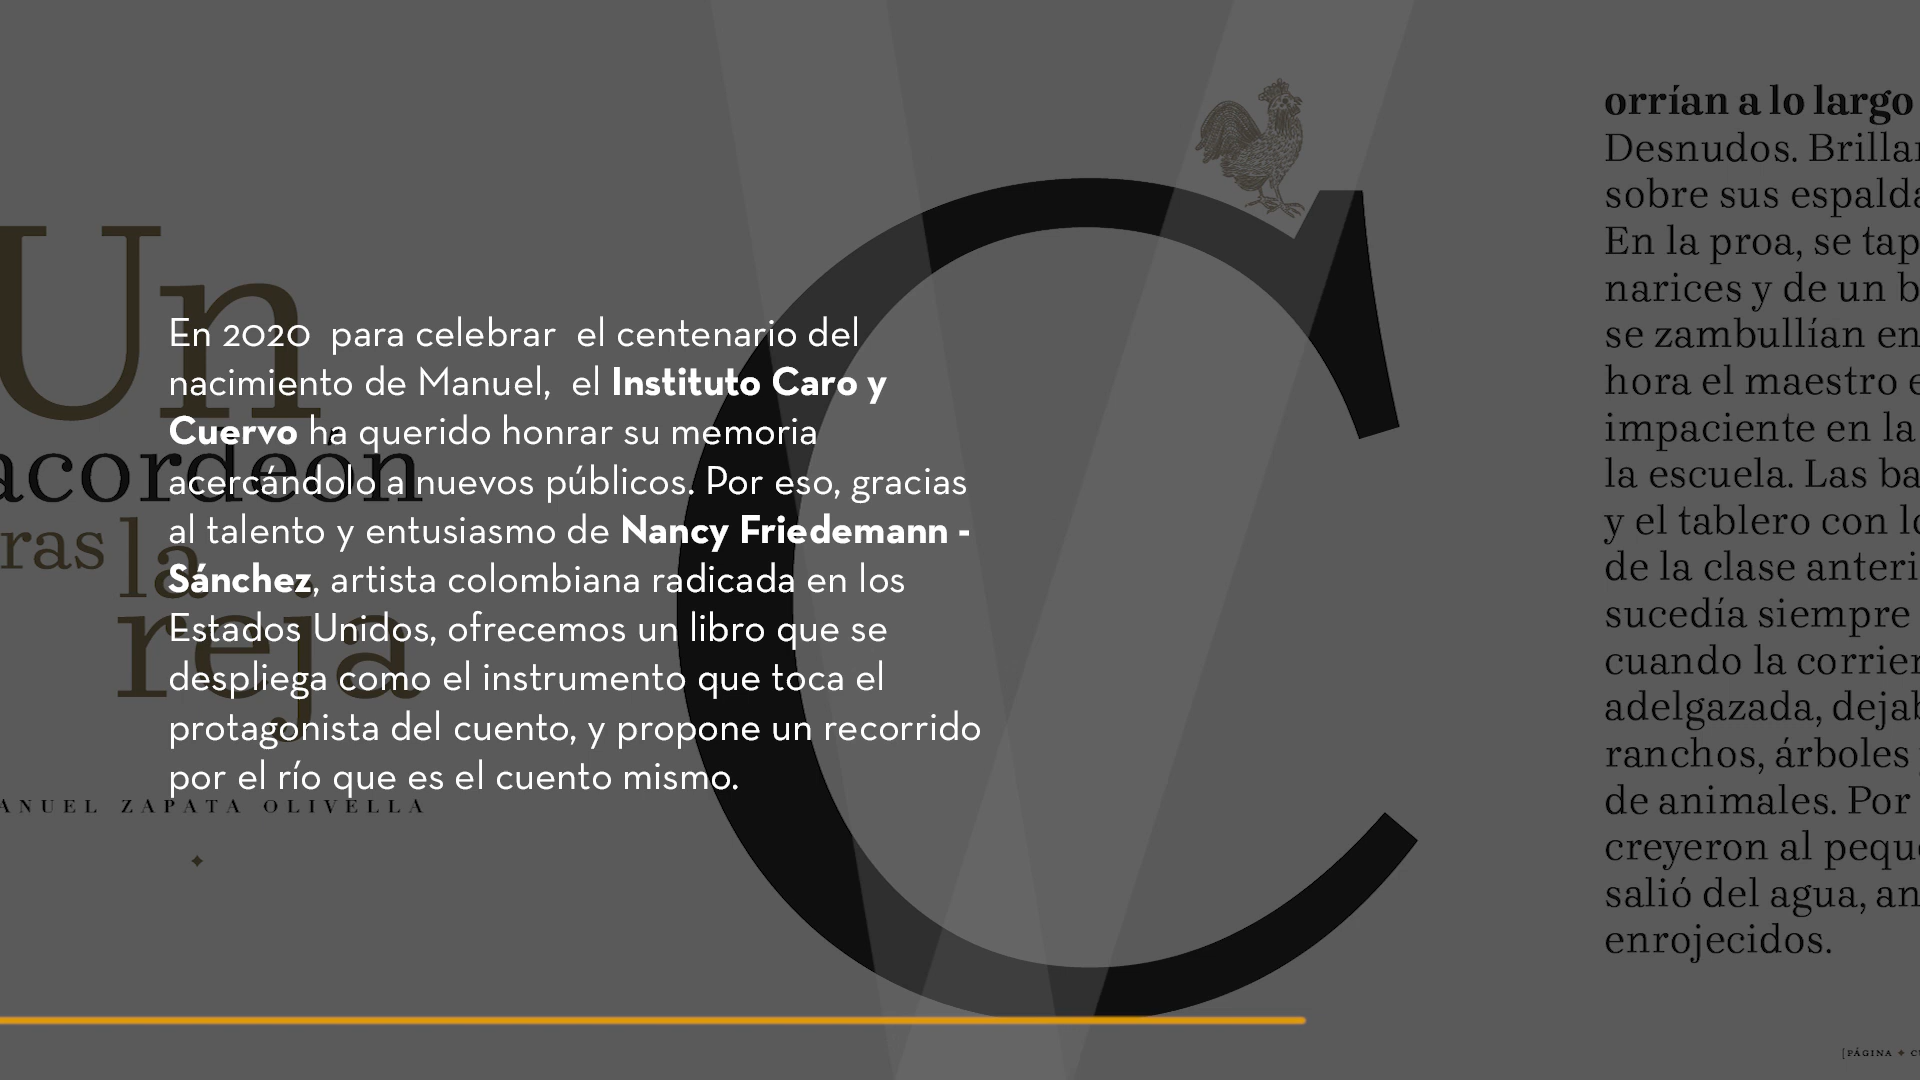 Un
acordeón
ras la
reja
ANUEL ZAPATA OLIVELLA
En 2020 para celebrar el centenario del
nacimiento de Manuel, el Instituto Caro y
Cuervo ha querido honrar su memoria
acercándolo a nuevos públicos. Por eso, gracias
al talento y entusiasmo de Nancy Friedemann -
Sánchez, artista colombiana radicada en los
Estados Unidos, ofrecemos un libro que se
despliega como el instrumento que toca el
protagonista del cuento, y propone un recorrido
por el río que es el cuento mismo.
C
orrían a lo largo
Desnudos. Brillan
sobre sus espalda
En la proa, se tap
narices y de un b
se zambullían en
hora el maestro e
impaciente en la
la escuela. Las ba
y el tablero con lo
de la clase anteri
sucedía siempre
cuando la corrien
adelgazada, dejab
ranchos, árboles
de animales. Por
creyeron al peque
salió del agua, an
enrojecidos.
[PÁGINA ✦ C